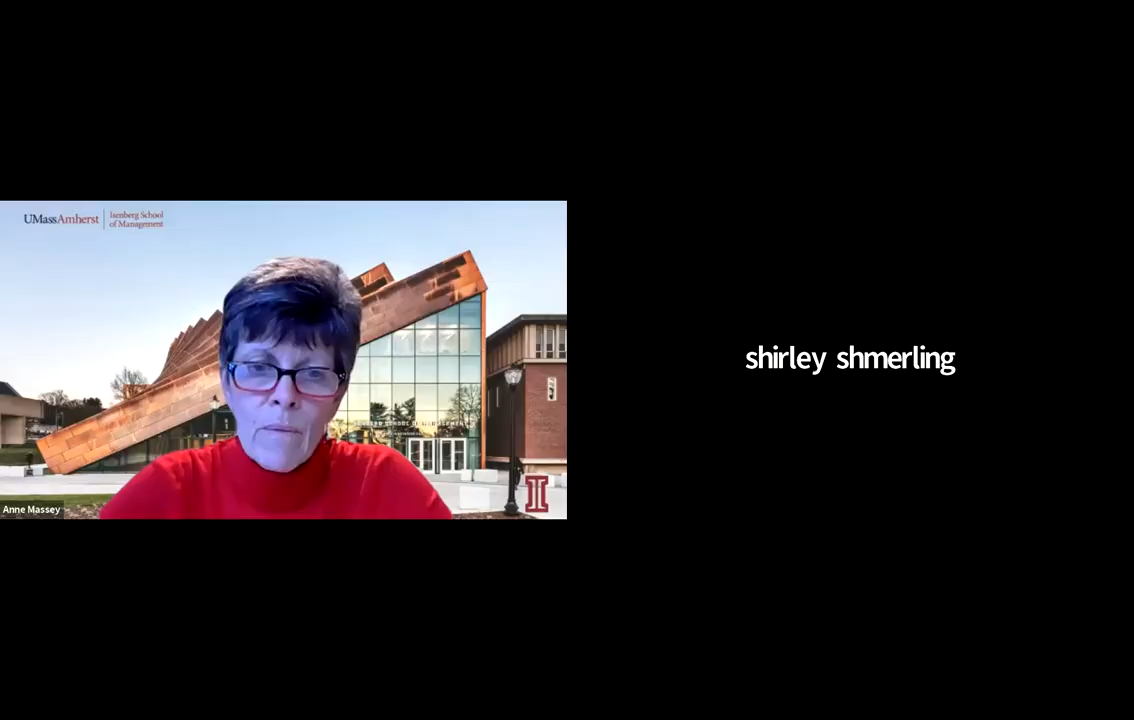 UMassAmherst
Isenberg School
of Management
Anne Massey
shirley shmerling